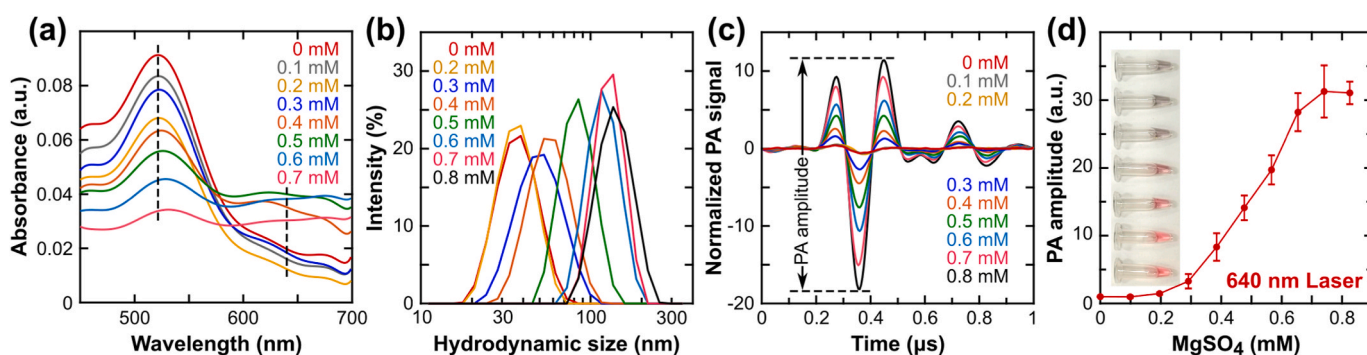 (a)
0 mM
0.1 mM
0.2 mM
0.3 mM
0.4 mM
0.5 mM
0.6 mM
0.7 mM
0.08
0.06
0.04
0.02
0
500
600
700
Absorbance (a.u.)
Wavelength (nm)
(b)
0 mM
0.2 mM
0.3 mM
0.4 mM
0.5 mM
0.6 mM
0.7 mM
0.8 mM
30
20
10
0
10
30
100
300
Intensity (%)
Hydrodynamic size (nm)
(c)
0 mM
0.1 mM
0.2 mM
0.3 mM
0.4 mM
0.5 mM
0.6 mM
0.7 mM
0.8 mM
PA amplitude
10
0
-10
-20
0
0.2
0.4
0.6
0.8
1
Normalized PA signal
Time (μs)
(d)
40
30
20
10
0
0
0.2
0.4
0.6
0.8
640 nm Laser
PA amplitude (a.u.)
MgSO4 (mM)